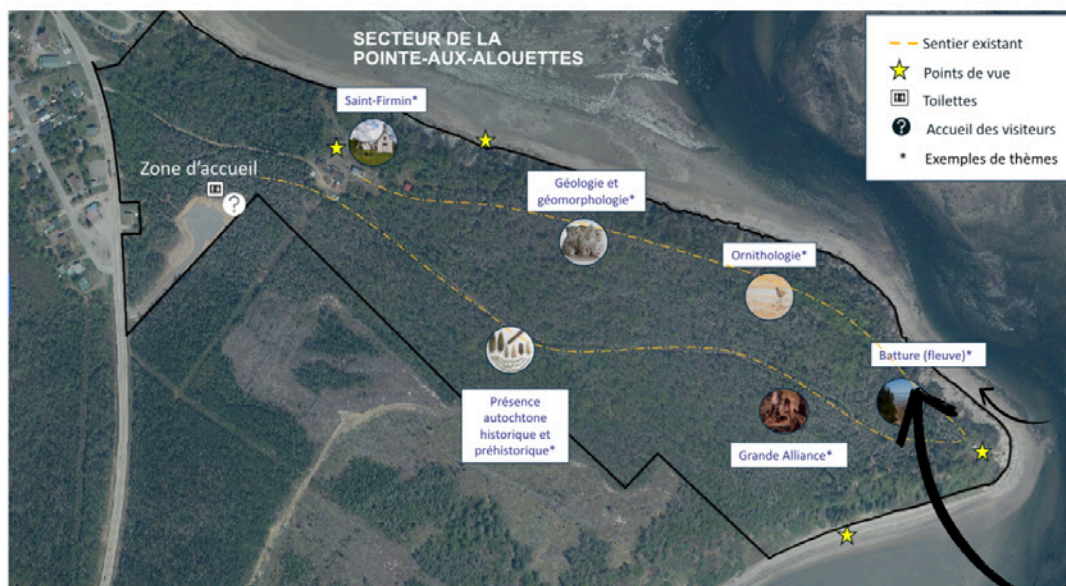 SECTEUR DE LA
POINTE-AUX-ALOUETTES
Sentier existant
Points de vue
Toilettes
? Accueil des visiteurs
* Exemples de thèmes
Saint-Firmin*
Zone d'accueil
?
Géologie et
géomorphologie*
Ornithologie*
Batture (fleuve)*
Présence
autochtone
historique et
préhistorique*
Grande Alliance*